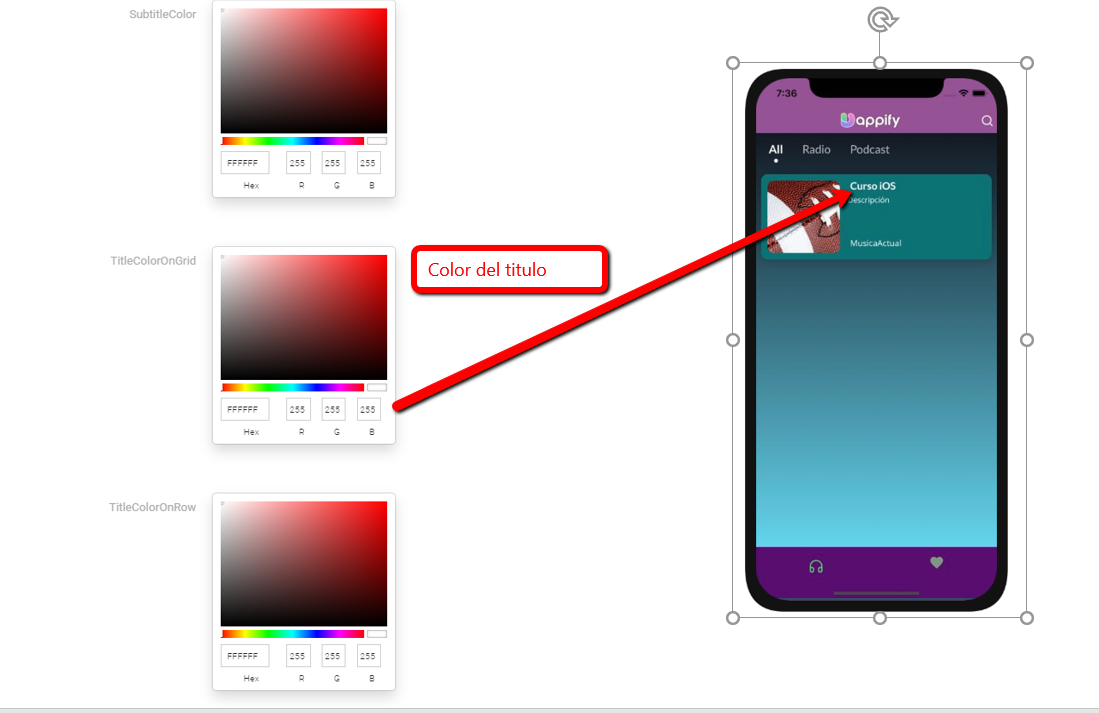 SubtitleColor
FFFFFF 255 255 255
Hex R G B
TitleColorOnGrid
FFFFFF 255 255 255
Hex R G B
TitleColorOnRow
FFFFFF 255 255 255
Hex R G B
Color del titulo
7:36
appify
All Radio Podcast
Curso iOS
Descripción
MusicaActual